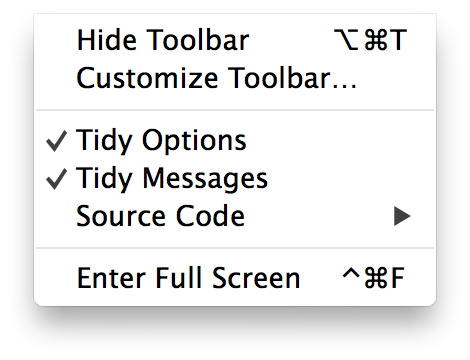 Hide Toolbar ⌥⌘T
Customize Toolbar...
✓ Tidy Options
✓ Tidy Messages
Source Code ▶
Enter Full Screen ^⌘F